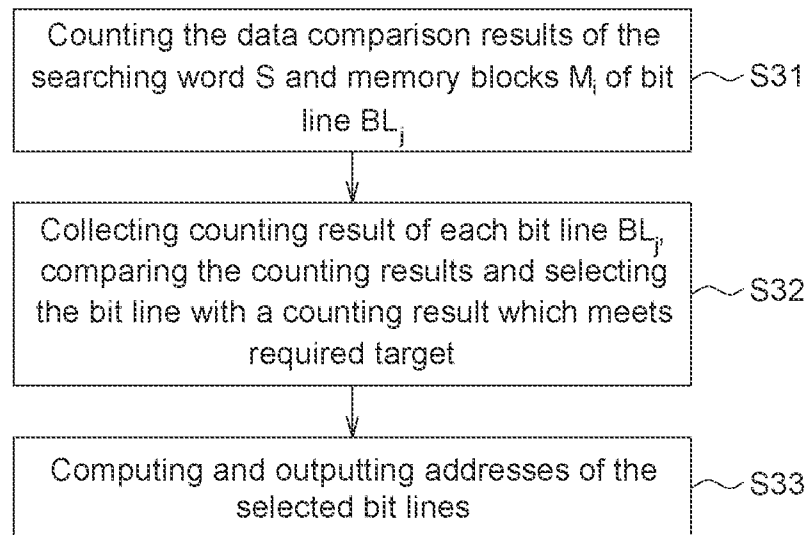 Counting the data comparison results of the
searching word S and memory blocks Mi of bit
line BLj
S31
Collecting counting result of each bit line BLj,
comparing the counting results and selecting
the bit line with a counting result which meets
required target
S32
Computing and outputting addresses of the
selected bit lines
S33